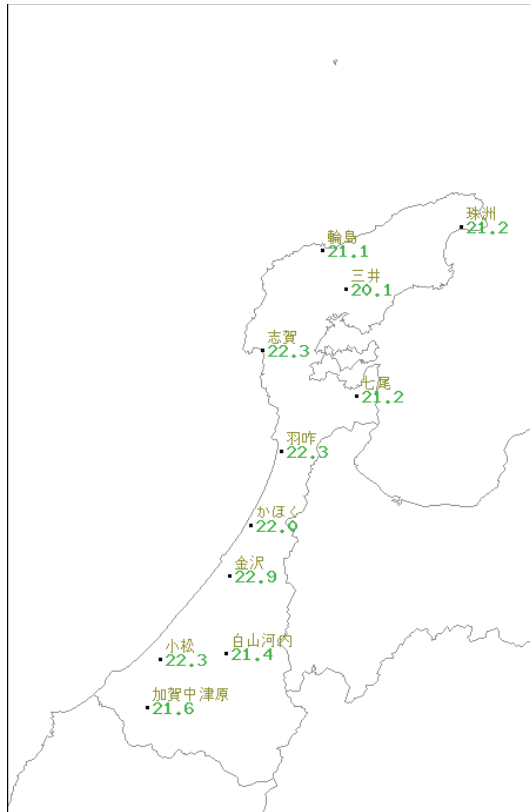 珠洲
21.2
輪島
21.1
三井
20.1
志賀
22.3
七尾
21.2
羽咋
22.3
かほく
22.0
金沢
22.9
白山河内
21.4
小松
22.3
加賀中津原
21.6